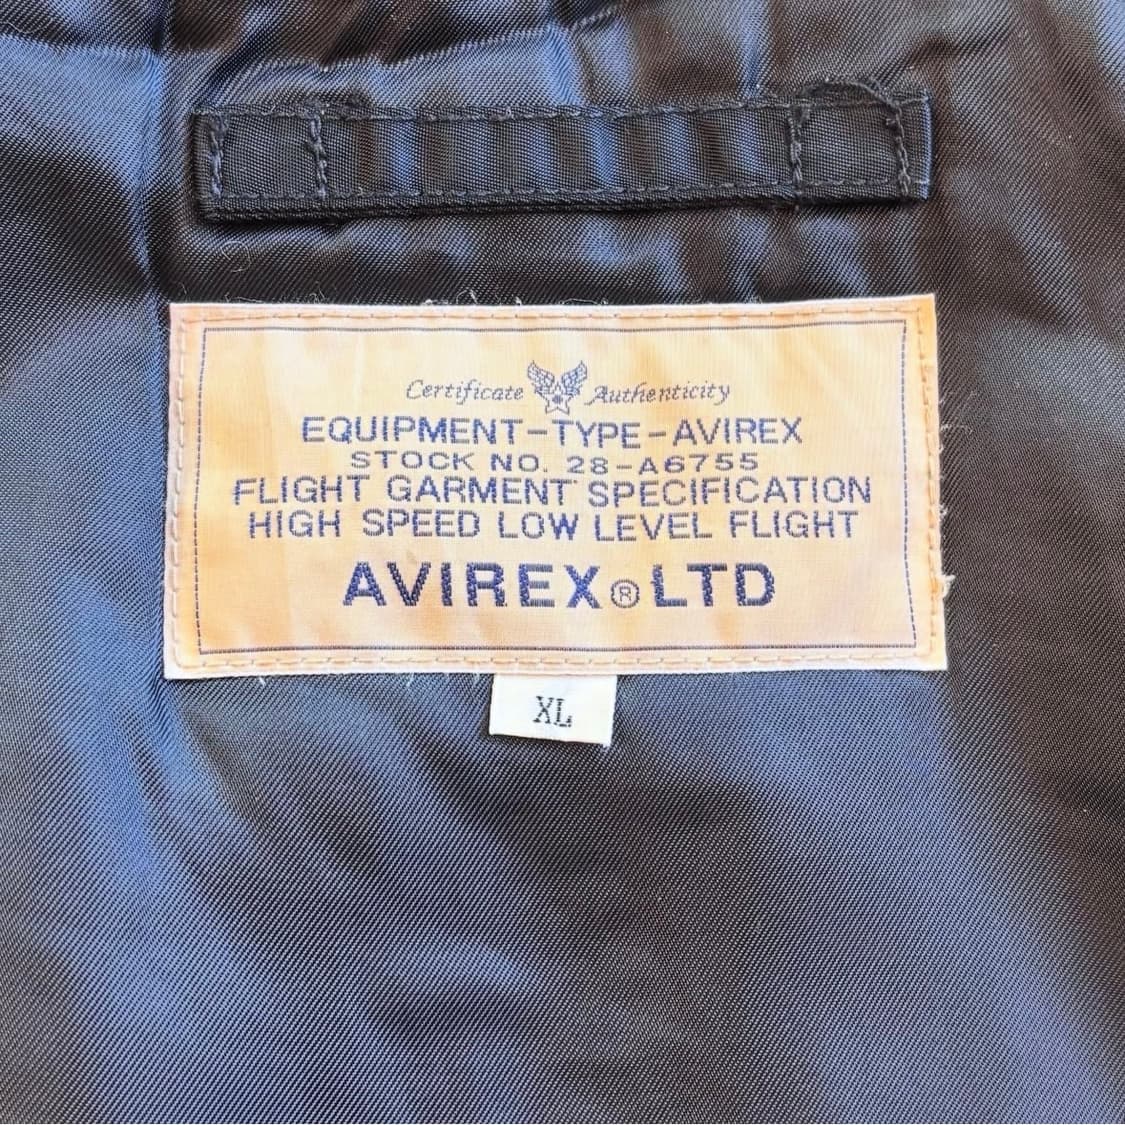 Certificate Authenticity
EQUIPMENT-TYPE-AVIREX
STOCK NO. 28-A6755
FLIGHT GARMENT SPECIFICATION
HIGH SPEED LOW LEVEL FLIGHT
AVIREX® LTD
XL